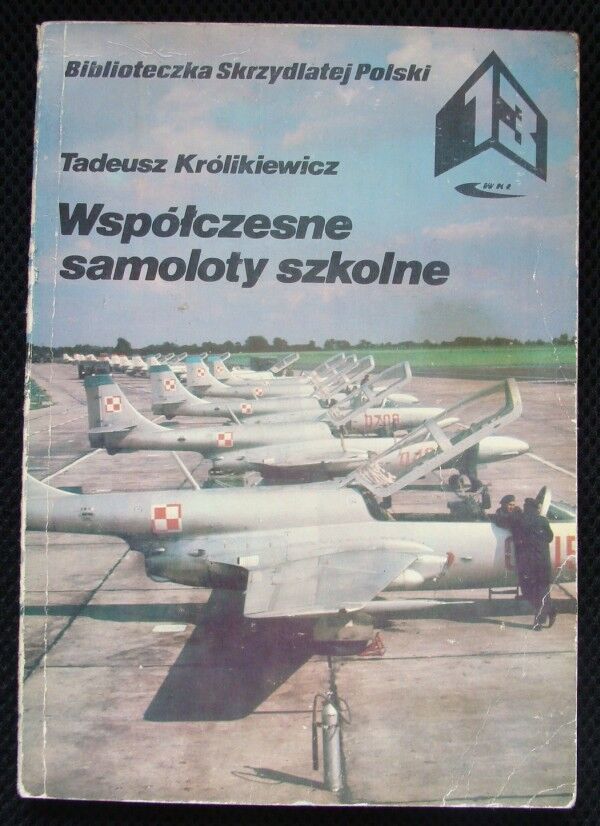 Biblioteczka Skrzydlatej Polski
Tadeusz Królikiewicz
Współczesne
samoloty szkolne